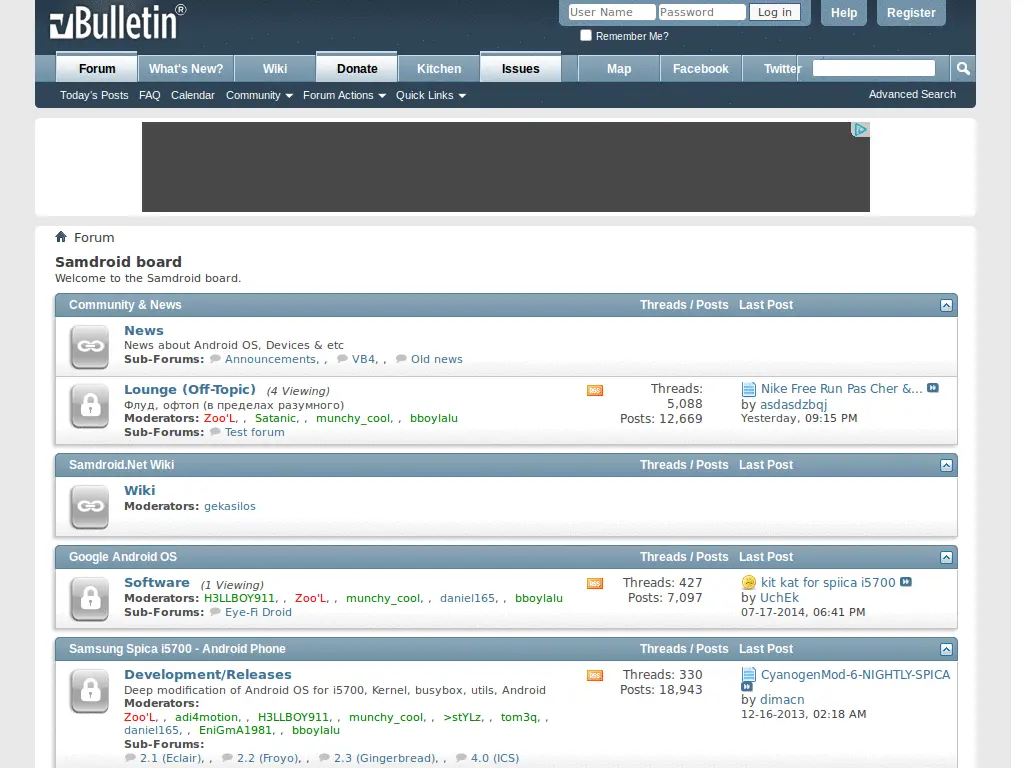 vBulletin®
User Name Password Log in Help Register
Remember Me?
Forum What's New? Wiki Donate Kitchen Issues Map Facebook Twitter
Today's Posts FAQ Calendar Community Forum Actions Quick Links Advanced Search
Forum
Samdroid board
Welcome to the Samdroid board.
Community & News Threads / Posts Last Post
News
News about Android OS, Devices & etc
Sub-Forums: Announcements, , VB4, , Old news
Lounge (Off-Topic) (4 Viewing) RSS Threads: Nike Free Run Pas Cher &...
5,088 by asdasdzbqj
Флуд, офтоп (в пределах разумного)
Moderators: Zoo'L, , Satanic, , munchy_cool, , bboylalu Posts: 12,669 Yesterday, 09:15 PM
Sub-Forums: Test forum
Samdroid.Net Wiki Threads / Posts Last Post
Wiki
Moderators: gekasilos
Google Android OS Threads / Posts Last Post
Software (1 Viewing) RSS Threads: 427 kit kat for spiica i5700
Moderators: H3LLBOY911, , Zoo'L, , munchy_cool, , daniel165, , bboylalu Posts: 7,097 by UchEk
Sub-Forums: Eye-Fi Droid 07-17-2014, 06:41 PM
Samsung Spica i5700 - Android Phone Threads / Posts Last Post
Development/Releases RSS Threads: 330 CyanogenMod-6-NIGHTLY-SPICA
Deep modification of Android OS for i5700, Kernel, busybox, utils, Android Posts: 18,943
Moderators: by dimacn
Zoo'L, , adi4motion, , H3LLBOY911, , munchy_cool, , >stYLz, , tom3q, , 12-16-2013, 02:18 AM
daniel165, , EniGmA1981, , bboylalu
Sub-Forums:
2.1 (Eclair), , 2.2 (Froyo), , 2.3 (Gingerbread), , 4.0 (ICS)